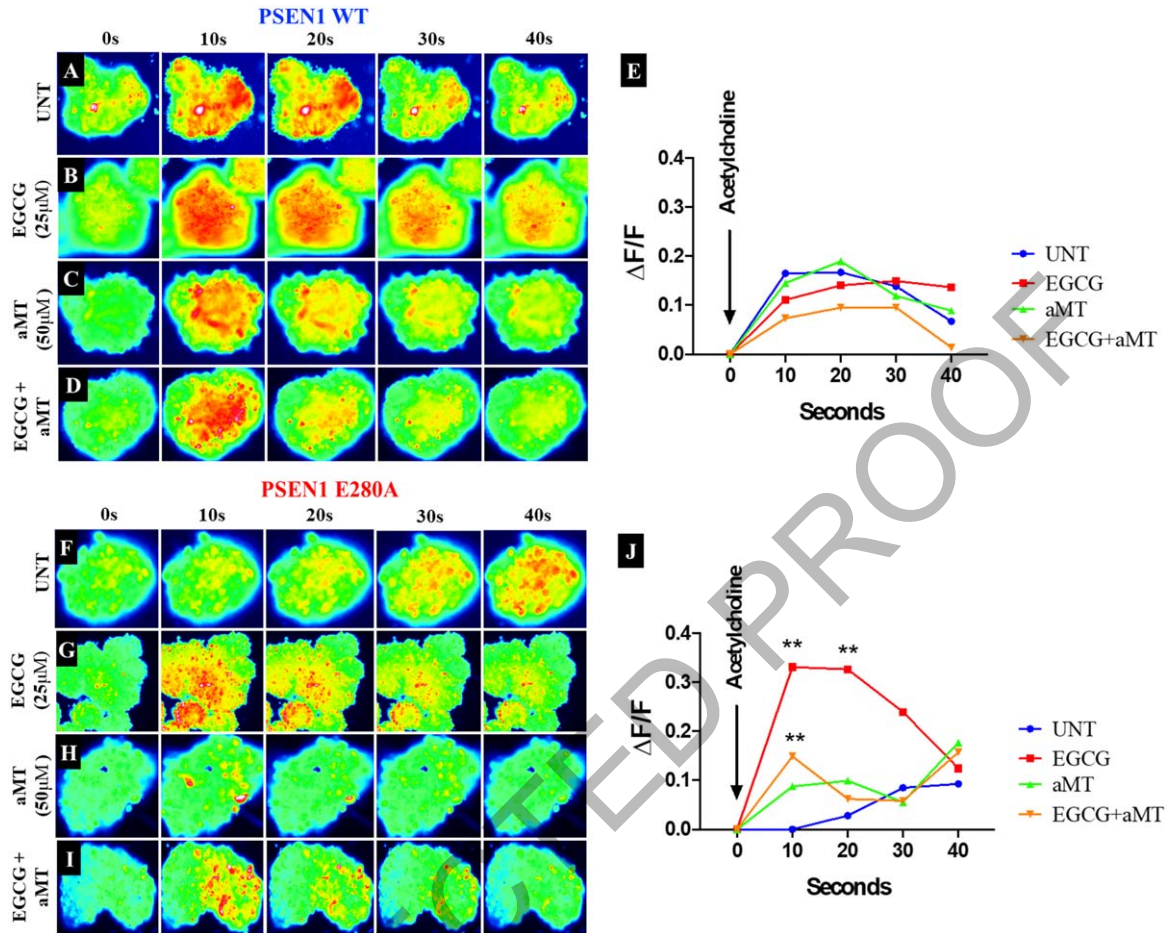 PSEN1 WT
0s 10s 20s 30s 40s
A
UNT
B
EGCG
(25µM)
C
aMT
(50µM)
D
EGCG +
aMT
E
Acetylcholine
ΔF/F
0.4
0.3
0.2
0.1
0.0
0 10 20 30 40
Seconds
UNT
EGCG
aMT
EGCG+aMT
PSEN1 E280A
0s 10s 20s 30s 40s
F
UNT
G
EGCG
(25µM)
H
aMT
(50µM)
I
EGCG +
aMT
J
Acetylcholine
ΔF/F
0.4
0.3
0.2
0.1
0.0
** **
**
0 10 20 30 40
Seconds
UNT
EGCG
aMT
EGCG+aMT
CTED PROOF